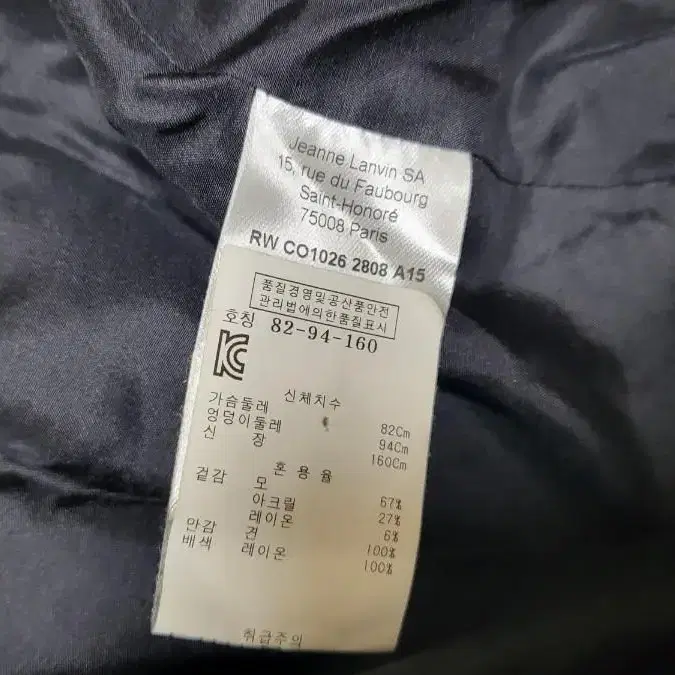 Jeanne Lanvin SA
15, rue du Faubourg
Saint-Honoré
75008 Paris
RW CO1026 2808 A15
품질경영및공산품안전
관리법에의한품질표시
호칭 82-94-160
신체치수
가슴둘레 82Cm
엉덩이둘레 94Cm
신 장 160Cm
혼 용 율
겉감 모 67%
아크릴 27%
레이온 6%
안감 견 100%
배색 레이온 100%
취급주의